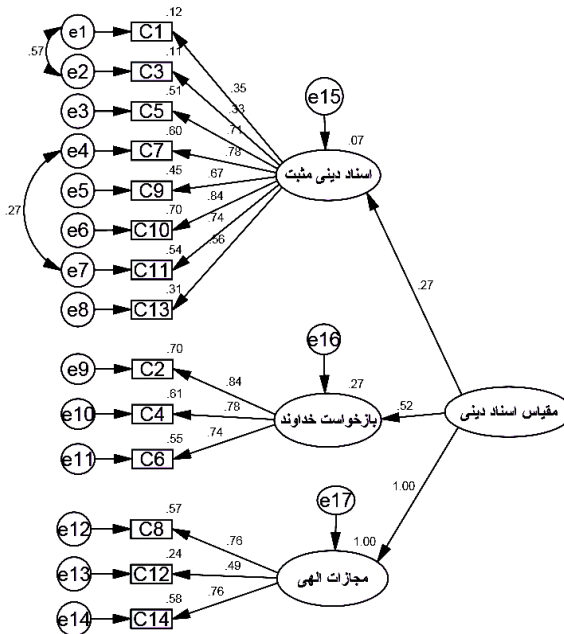 .12
e1 C1
.57
.11
e2 C3
.35
.51
e3 C5
.33
e15
.71
.60
e4 C7
.78
.07
.45
e5 C9
.67
اسناد دینی مثبت
.84
.70
e6 C10
.74
.27
.54
.56
e7 C11
.31
e8 C13
.27
e16
.70
e9 C2
.84
.27
.61
e10 C4
.78
بازخواست خداوند
.52
مقیاس اسناد دینی
.74
.55
e11 C6
e17
.57
e12 C8
1.00
.76
1.00
.24
e13 C12
.49
مجازات الهی
.76
.58
e14 C14